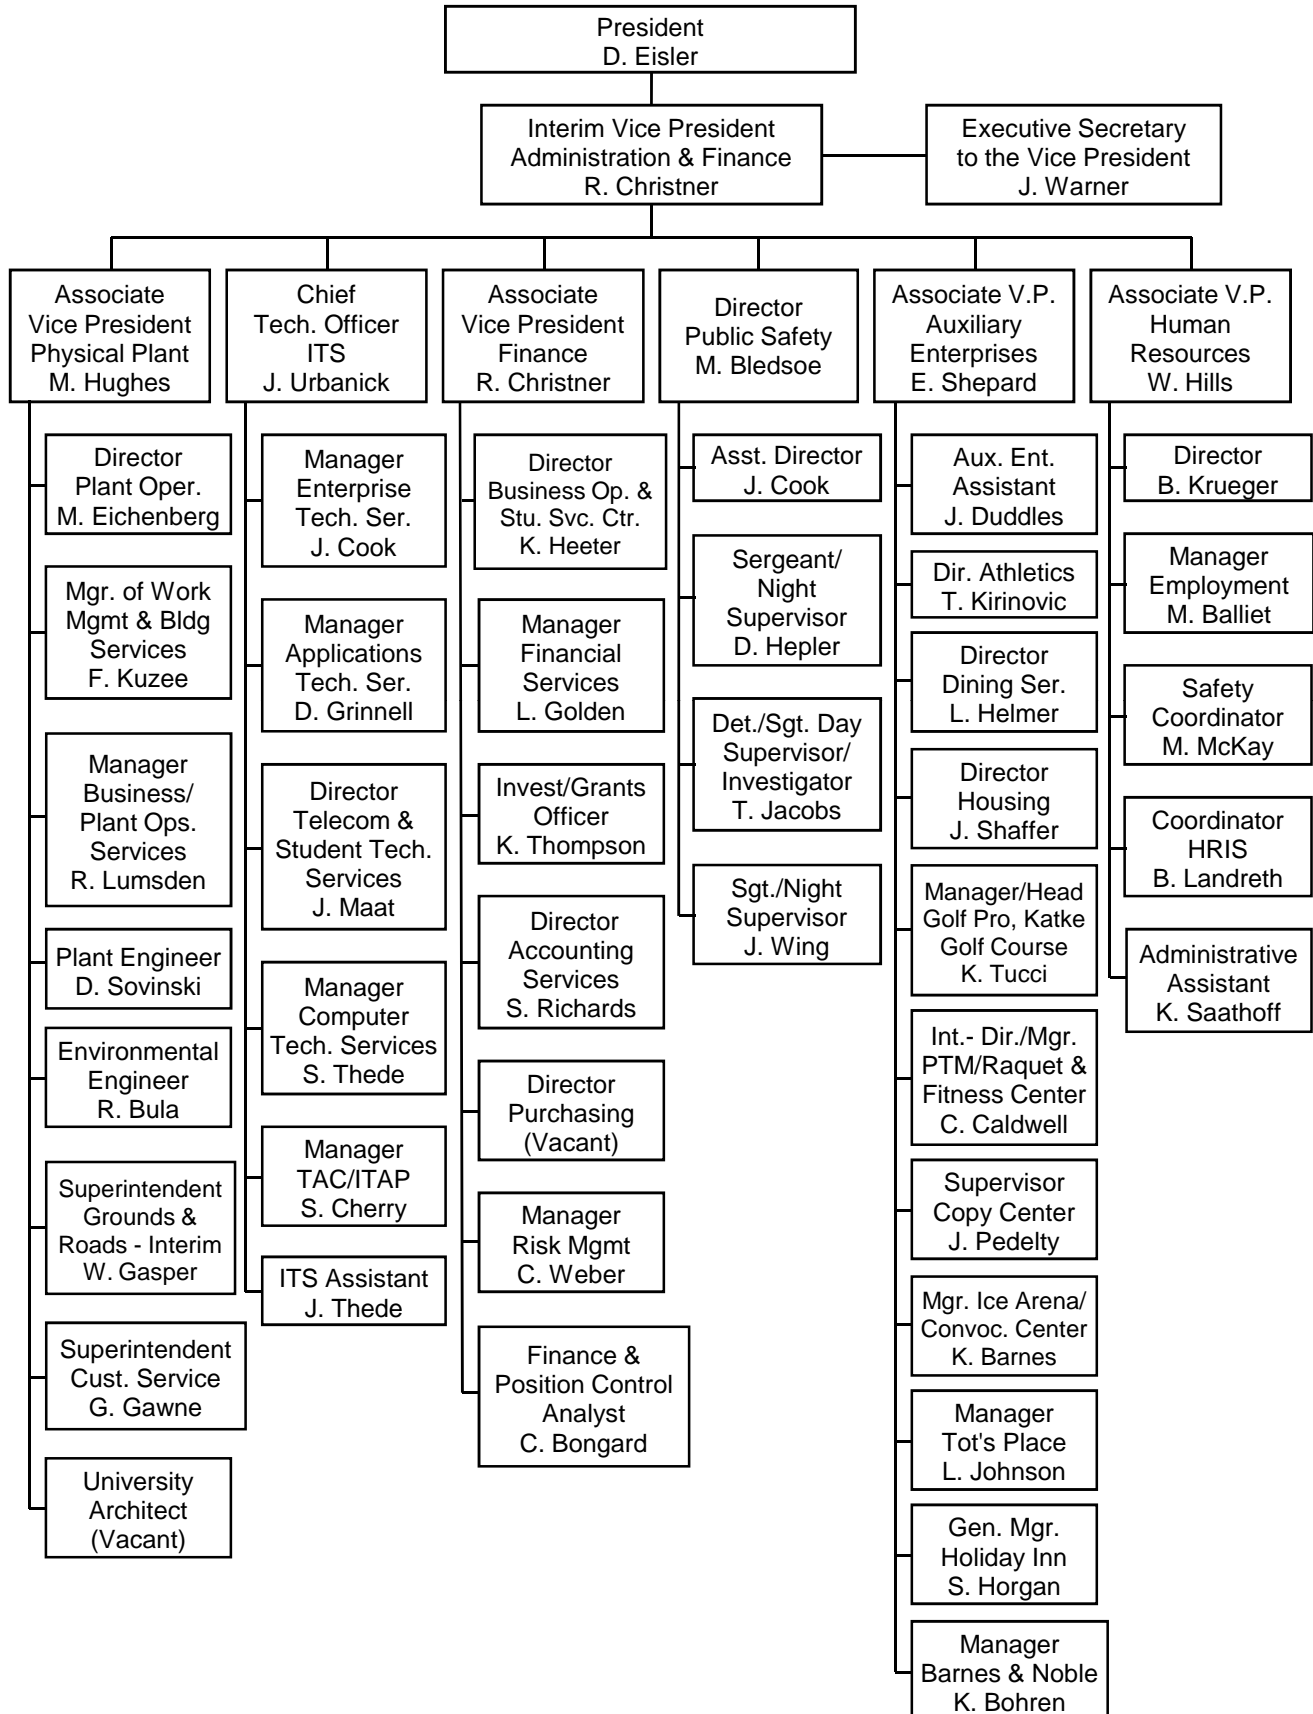 President
D. Eisler
Interim Vice President
Administration & Finance
R. Christner
Executive Secretary
to the Vice President
J. Warner
Associate
Vice President
Physical Plant
M. Hughes
Chief
Tech. Officer
ITS
J. Urbanick
Associate
Vice President
Finance
R. Christner
Director
Public Safety
M. Bledsoe
Associate V.P.
Auxiliary
Enterprises
E. Shepard
Associate V.P.
Human
Resources
W. Hills
Director
Plant Oper.
M. Eichenberg
Mgr. of Work
Mgmt & Bldg
Services
F. Kuzee
Manager
Business/
Plant Ops.
Services
R. Lumsden
Plant Engineer
D. Sovinski
Environmental
Engineer
R. Bula
Superintendent
Grounds &
Roads - Interim
W. Gasper
Superintendent
Cust. Service
G. Gawne
University
Architect
(Vacant)
Manager
Enterprise
Tech. Ser.
J. Cook
Manager
Applications
Tech. Ser.
D. Grinnell
Director
Telecom &
Student Tech.
Services
J. Maat
Manager
Computer
Tech. Services
S. Thede
Manager
TAC/ITAP
S. Cherry
ITS Assistant
J. Thede
Director
Business Op. &
Stu. Svc. Ctr.
K. Heeter
Manager
Financial
Services
L. Golden
Invest/Grants
Officer
K. Thompson
Director
Accounting
Services
S. Richards
Director
Purchasing
(Vacant)
Manager
Risk Mgmt
C. Weber
Finance &
Position Control
Analyst
C. Bongard
Asst. Director
J. Cook
Sergeant/
Night
Supervisor
D. Hepler
Det./Sgt. Day
Supervisor/
Investigator
T. Jacobs
Sgt./Night
Supervisor
J. Wing
Aux. Ent.
Assistant
J. Duddles
Dir. Athletics
T. Kirinovic
Director
Dining Ser.
L. Helmer
Director
Housing
J. Shaffer
Manager/Head
Golf Pro, Katke
Golf Course
K. Tucci
Int.- Dir./Mgr.
PTM/Raquet &
Fitness Center
C. Caldwell
Supervisor
Copy Center
J. Pedelty
Mgr. Ice Arena/
Convoc. Center
K. Barnes
Manager
Tot's Place
L. Johnson
Gen. Mgr.
Holiday Inn
S. Horgan
Manager
Barnes & Noble
K. Bohren
Director
B. Krueger
Manager
Employment
M. Balliet
Safety
Coordinator
M. McKay
Coordinator
HRIS
B. Landreth
Administrative
Assistant
K. Saathoff